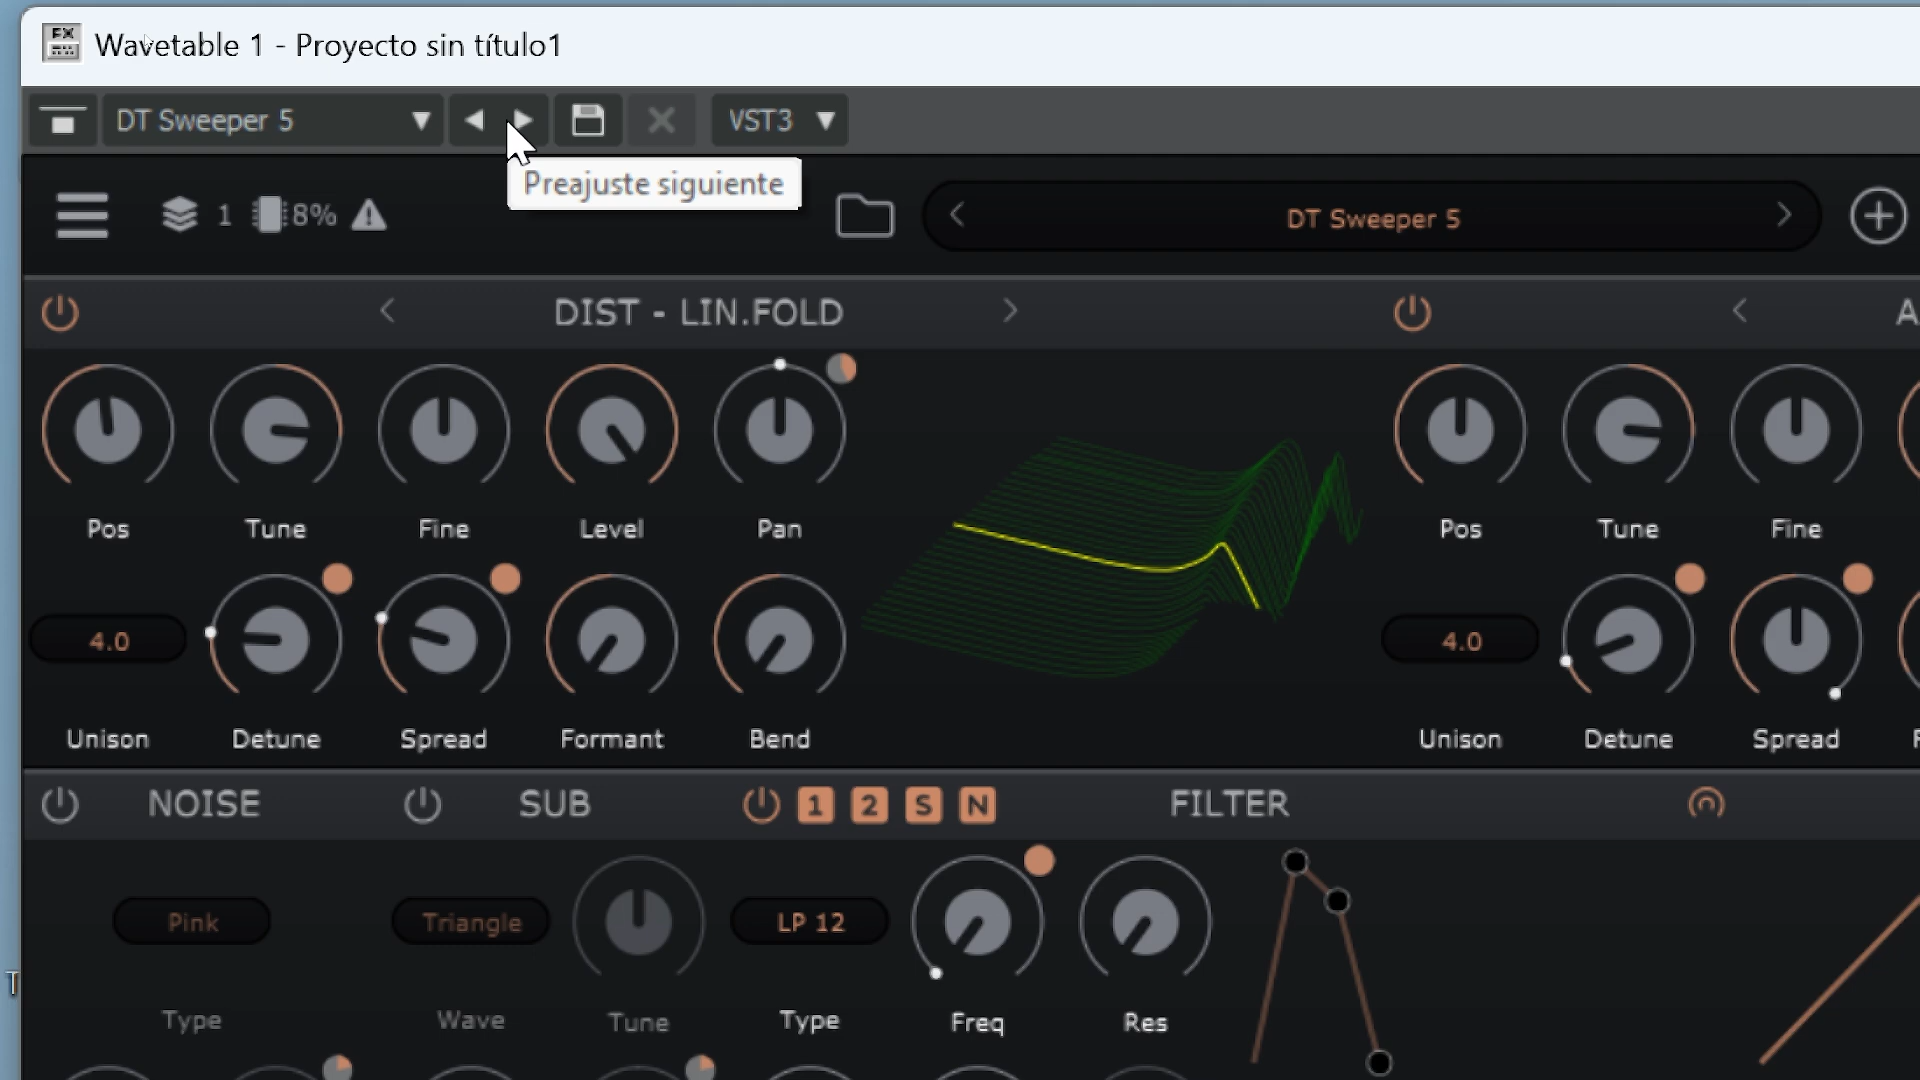 FX
Wavetable 1 - Proyecto sin título1
DT Sweeper 5
VST3
Preajuste siguiente
1
8%
DT Sweeper 5
DIST - LIN.FOLD
A
Pos
Tune
Fine
Level
Pan
Pos
Tune
Fine
4.0
4.0
Unison
Detune
Spread
Formant
Bend
Unison
Detune
Spread
F
NOISE
SUB
1
2
S
N
FILTER
Pink
Triangle
LP 12
T
Type
Wave
Tune
Type
Freq
Res